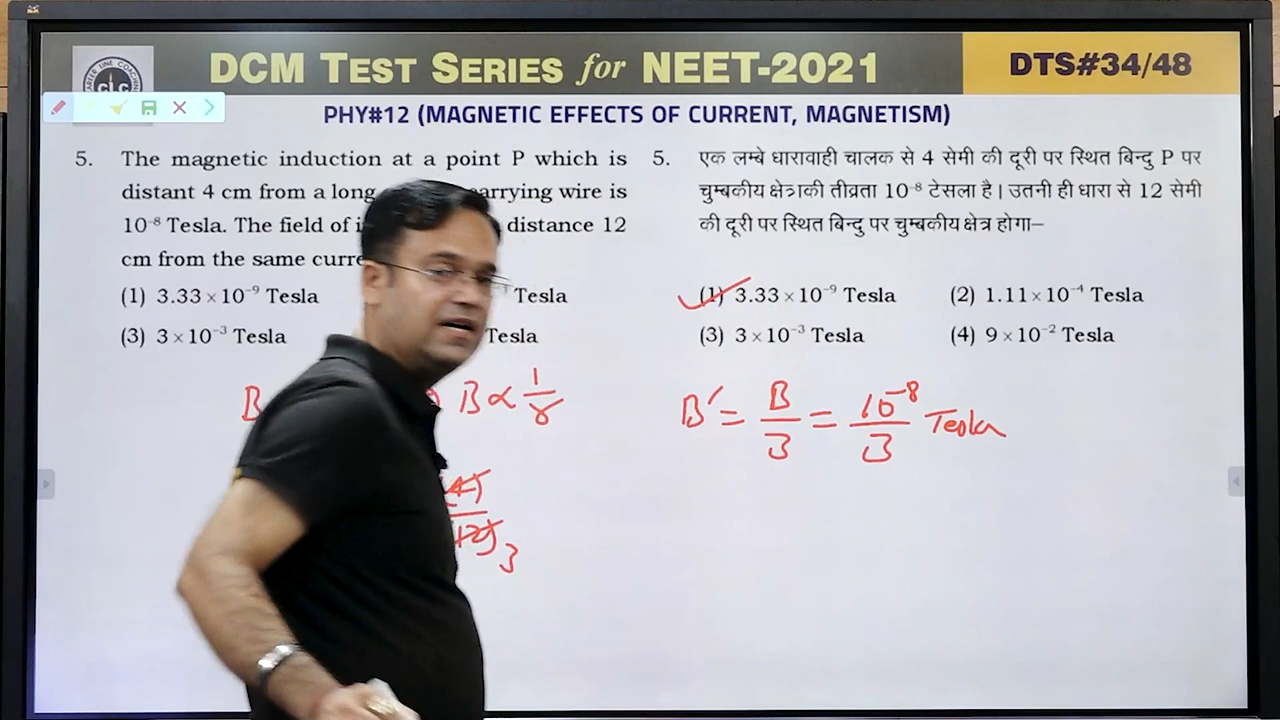 DCM TEST SERIES for NEET-2021
DTS#34/48
CLC
PHY#12 (MAGNETIC EFFECTS OF CURRENT, MAGNETISM)
5. The magnetic induction at a point P which is
distant 4 cm from a long arrying wire is
10⁻⁸ Tesla. The field of i distance 12
cm from the same curre
(1) 3.33 × 10⁻⁹ Tesla Tesla
(3) 3 × 10⁻³ Tesla Tesla
B B ∝ 1/r
(4)
(12) 3
5. एक लम्बे धारावाही चालक से 4 सेमी की दूरी पर स्थित बिन्दु P पर
चुम्बकीय क्षेत्र की तीव्रता 10⁻⁸ टेसला है। उतनी ही धारा से 12 सेमी
की दूरी पर स्थित बिन्दु पर चुम्बकीय क्षेत्र होगा–
(1) 3.33 × 10⁻⁹ Tesla (2) 1.11 × 10⁻⁴ Tesla
(3) 3 × 10⁻³ Tesla (4) 9 × 10⁻² Tesla
B′ = B/3 = 10⁻⁸/3 Tesla